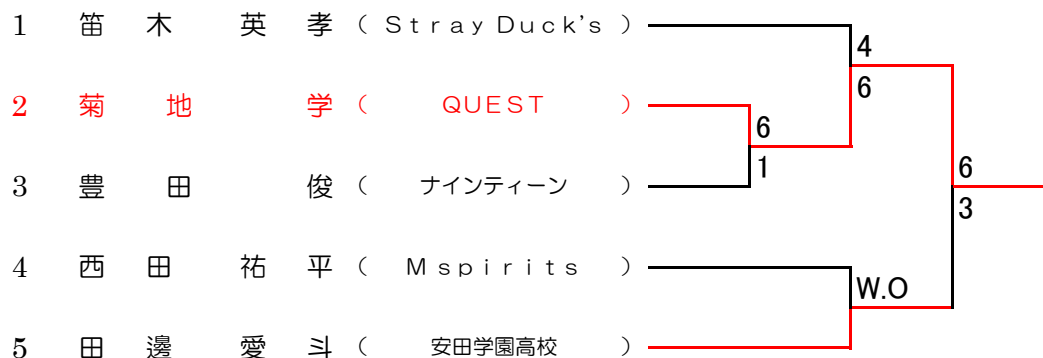 1 笛木 英孝 （ Stray Duck's ）
4
2 菊地 学 （ QUEST ）
6
6
1
3 豊田 俊 （ ナインティーン ）
6
3
4 西田 祐平 （ Mspirits ）
W.O
5 田邊 愛斗 （ 安田学園高校 ）